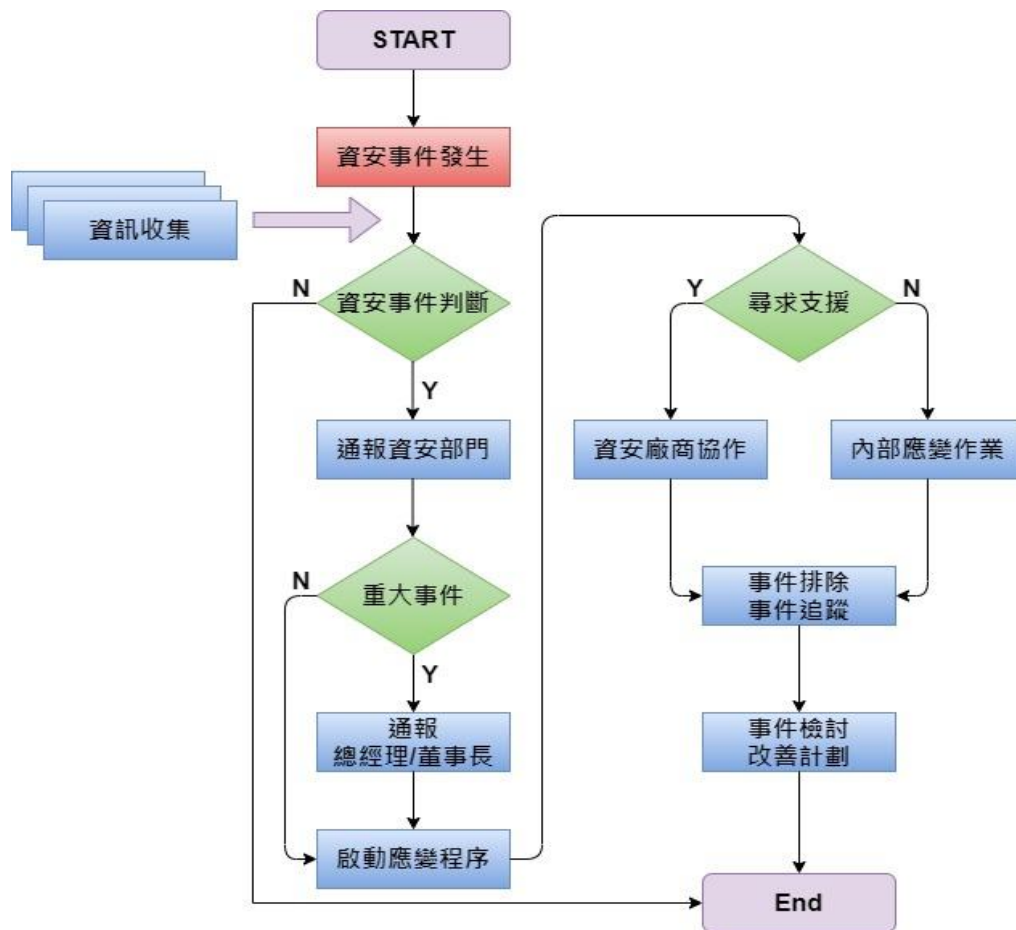 START
資安事件發生
資訊收集
N
資安事件判斷
Y
通報資安部門
N
重大事件
Y
通報
總經理/董事長
啟動應變程序
Y
尋求支援
N
資安廠商協作
內部應變作業
事件排除
事件追蹤
事件檢討
改善計劃
End